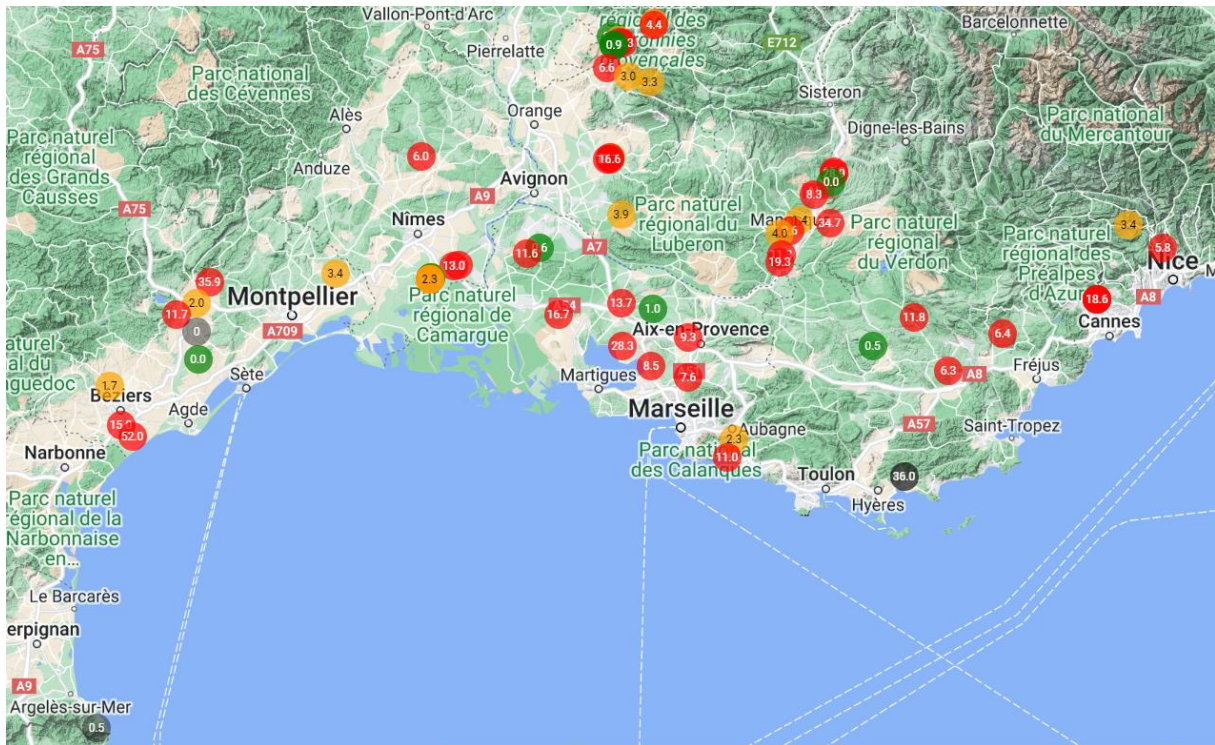 Vallon-Pont-d'Arc
4.4
Barcelonnette
A75
Parc national
des Cévennes
Pierrelatte
régional des
0.9
E712
provençales
6.6
3.0
3.3
Sisteron
Parc national
du Mercantour
Alès
Orange
Digne-les-Bains
Parc naturel
régional
des Grands
Causses
6.0
Anduze
16.6
Avignon
A9
0.0
8.3
A75
Nîmes
3.9
Parc naturel
régional du
Luberon
4.0
34.7
Parc naturel
régional
du Verdon
3.4
Parc naturel
régional des
Préalpes
d'Azur
5.8
Nice
11.6
A7
19.3
13.0
2.3
3.4
35.9
2.0
11.7
0
Montpellier
A709
Parc naturel
régional de
Camargue
16.7
13.7
1.0
18.6
A8
Cannes
11.8
Aix-en-Provence
9.3
28.3
0.5
6.4
0.0
Sète
Martigues
8.5
7.6
6.3
A8
Fréjus
1.7
Béziers
Agde
15.0
52.0
Marseille
2.3
Aubagne
A57
Saint-Tropez
Narbonne
Parc national
des Calanques
11.0
Toulon
36.0
Hyères
Parc naturel
régional de la
Narbonnaise
en...
Le Barcarès
erpignan
A9
Argelès-sur-Mer
0.5